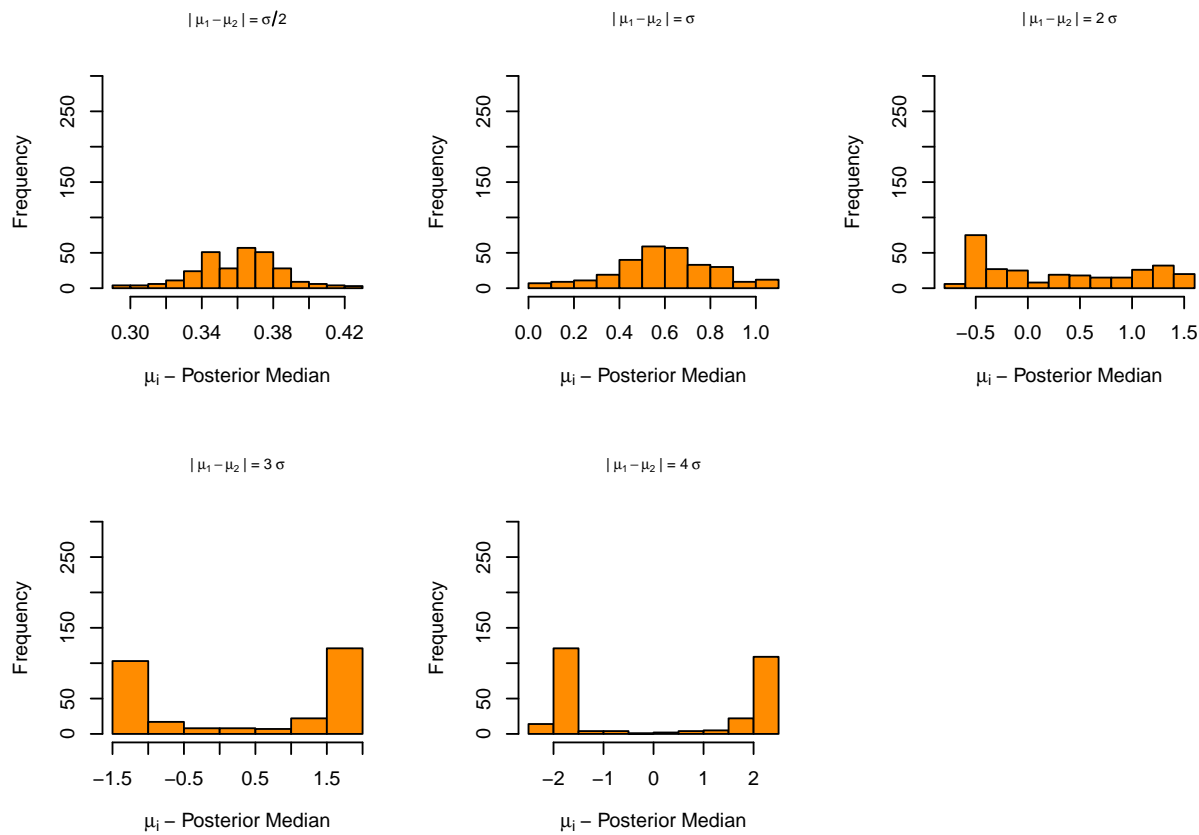 | μ₁ − μ₂ | = σ/2
Frequency
0 50 150 250
0.30 0.34 0.38 0.42
μᵢ − Posterior Median
| μ₁ − μ₂ | = σ
Frequency
0 50 150 250
0.0 0.2 0.4 0.6 0.8 1.0
μᵢ − Posterior Median
| μ₁ − μ₂ | = 2 σ
Frequency
0 50 150 250
−0.5 0.0 0.5 1.0 1.5
μᵢ − Posterior Median
| μ₁ − μ₂ | = 3 σ
Frequency
0 50 150 250
−1.5 −0.5 0.5 1.5
μᵢ − Posterior Median
| μ₁ − μ₂ | = 4 σ
Frequency
0 50 150 250
−2 −1 0 1 2
μᵢ − Posterior Median